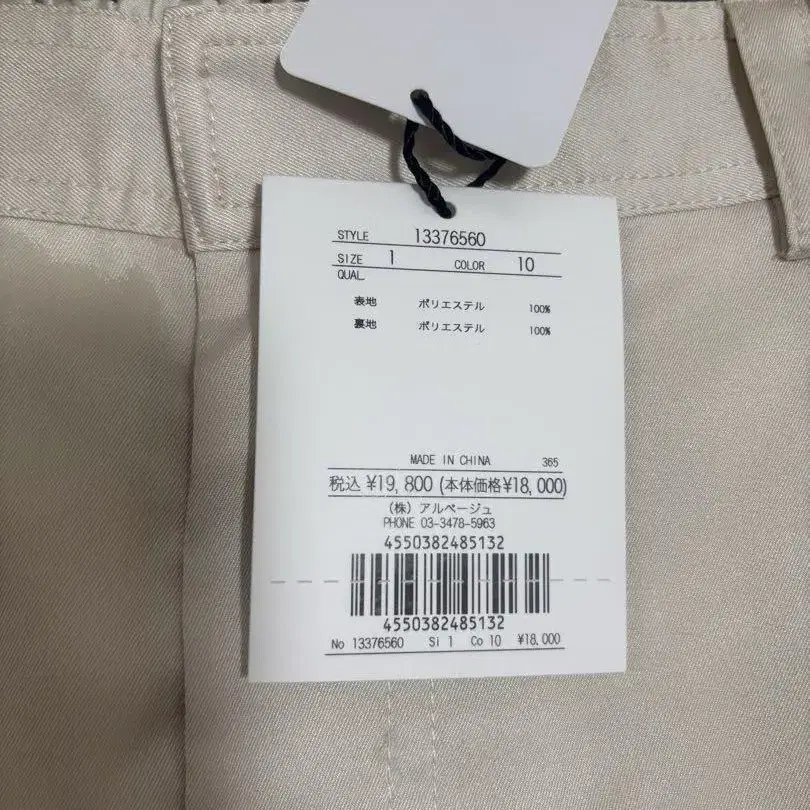 STYLE 13376560
SIZE 1 COLOR 10
QUAL
表地 ポリエステル 100%
裏地 ポリエステル 100%
MADE IN CHINA 365
税込 ¥19,800 (本体価格¥18,000)
(株) アルページュ
PHONE 03-3478-5963
4550382485132
4550382485132
No 13376560 Si 1 Co 10 ¥18,000